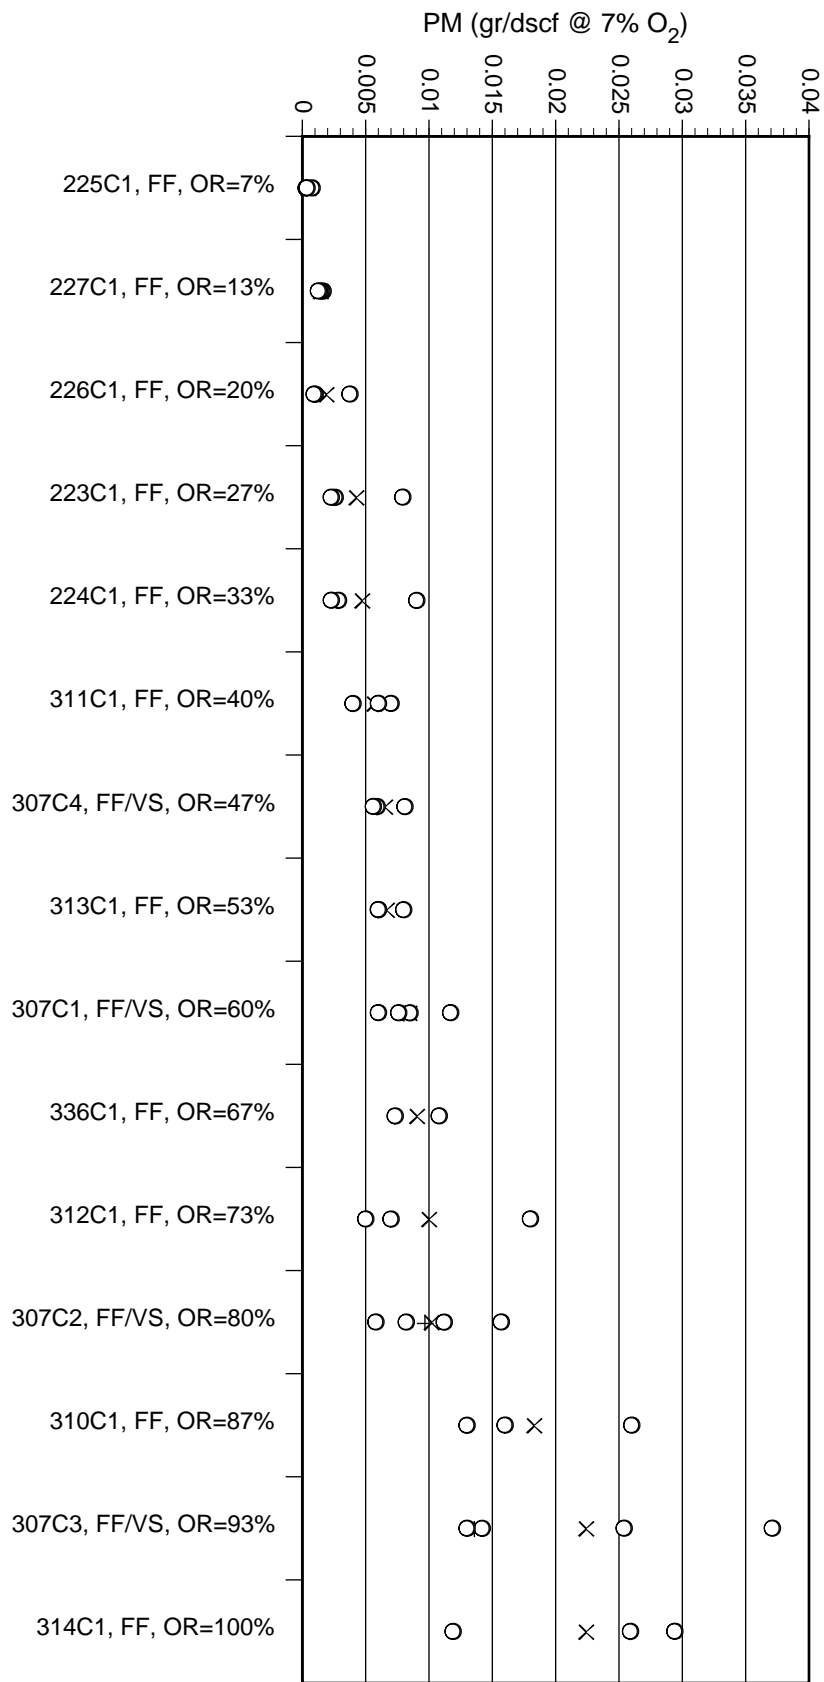 PM (gr/dscf @ 7% O2)
0 0.005 0.01 0.015 0.02 0.025 0.03 0.035 0.04
225C1, FF, OR=7%
227C1, FF, OR=13%
226C1, FF, OR=20%
223C1, FF, OR=27%
224C1, FF, OR=33%
311C1, FF, OR=40%
307C4, FF/VS, OR=47%
313C1, FF, OR=53%
307C1, FF/VS, OR=60%
336C1, FF, OR=67%
312C1, FF, OR=73%
307C2, FF/VS, OR=80%
310C1, FF, OR=87%
307C3, FF/VS, OR=93%
314C1, FF, OR=100%